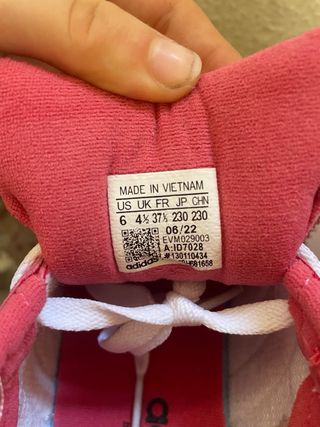 MADE IN VIETNAM
US UK FR JP CHN
6 4½ 37⅓ 230 230
06/22
EVM029003
A:ID7028
#:130110434
adidas